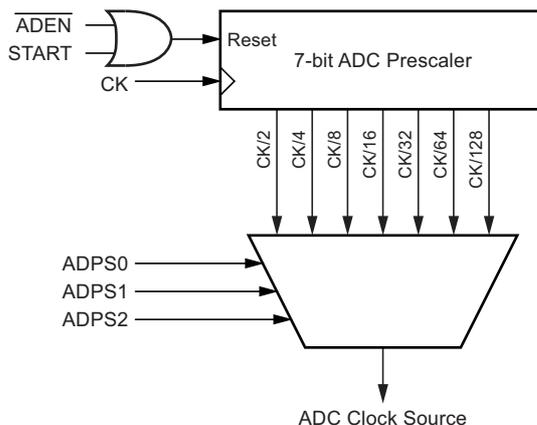 ADEN
START
Reset
7-bit ADC Prescaler
CK
CK/2
CK/4
CK/8
CK/16
CK/32
CK/64
CK/128
ADPS0
ADPS1
ADPS2
ADC Clock Source